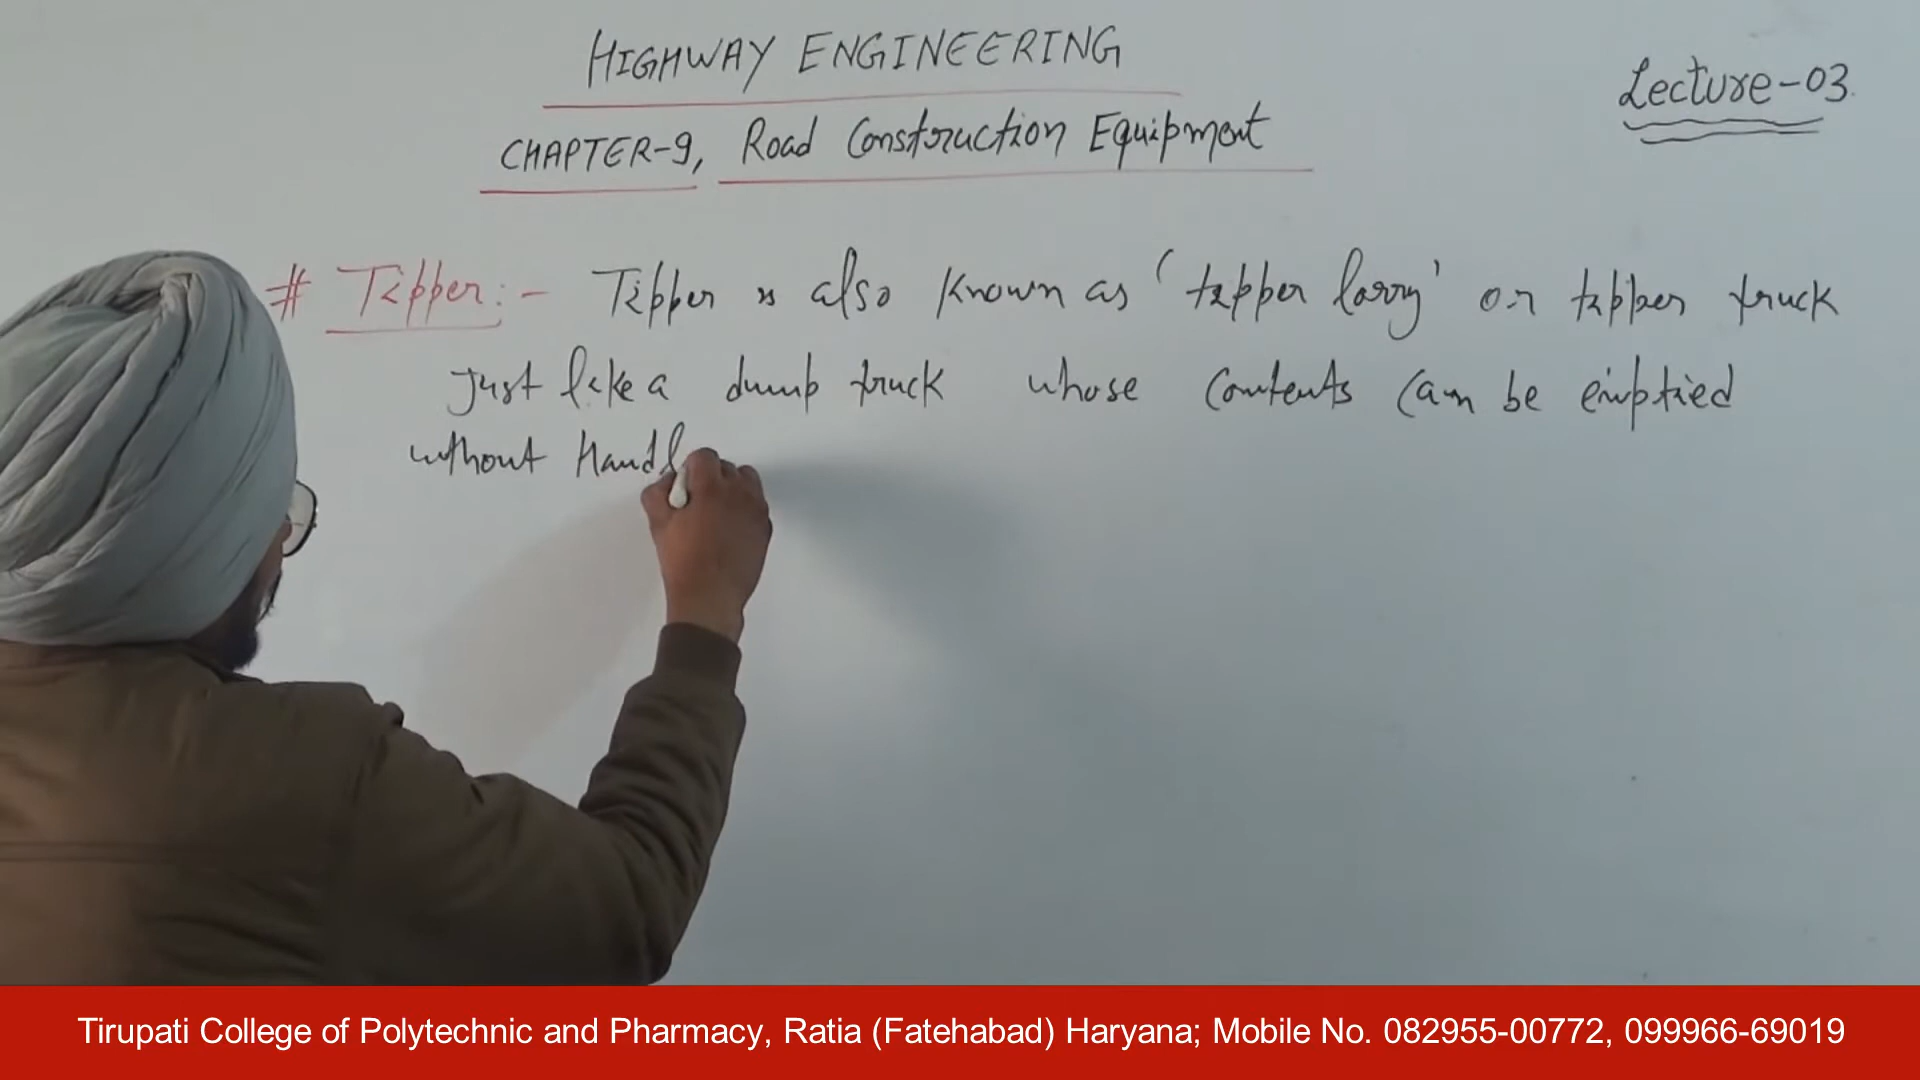 HIGHWAY ENGINEERING
Lecture-03
CHAPTER-9, Road Construction Equipment
# Tipper:- Tipper is also known as 'tipper lorry' or tipper truck
Just like a dump truck whose contents can be emptied
without Handl
Tirupati College of Polytechnic and Pharmacy, Ratia (Fatehabad) Haryana; Mobile No. 082955-00772, 099966-69019